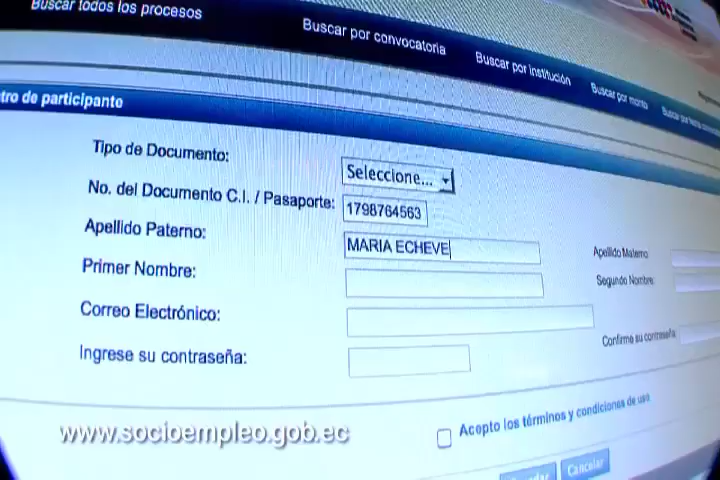 Buscar todos los procesos
Buscar por convocatoria
Buscar por institución
Buscar por monto
tro de participante
Tipo de Documento:
Seleccione...
No. del Documento C.I. / Pasaporte:
1798764563
Apellido Paterno:
MARIA ECHEVE
Apellido Materno:
Primer Nombre:
Segundo Nombre:
Correo Electrónico:
Ingrese su contraseña:
Confirme su contraseña
Acepto los términos y condiciones de uso
www.socioempleo.gob.ec
Cancelar